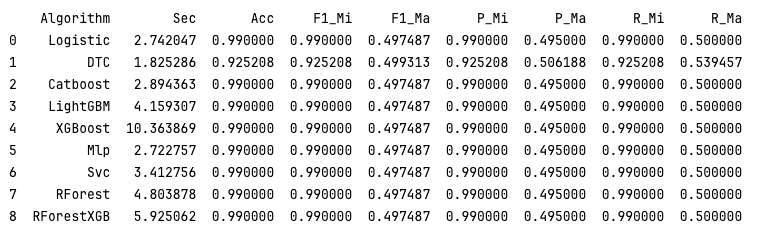 Algorithm Sec Acc F1_Mi F1_Ma P_Mi P_Ma R_Mi R_Ma
0 Logistic 2.742047 0.990000 0.990000 0.497487 0.990000 0.495000 0.990000 0.500000
1 DTC 1.825286 0.925208 0.925208 0.499313 0.925208 0.506188 0.925208 0.539457
2 Catboost 2.894363 0.990000 0.990000 0.497487 0.990000 0.495000 0.990000 0.500000
3 LightGBM 4.159307 0.990000 0.990000 0.497487 0.990000 0.495000 0.990000 0.500000
4 XGBoost 10.363869 0.990000 0.990000 0.497487 0.990000 0.495000 0.990000 0.500000
5 Mlp 2.722757 0.990000 0.990000 0.497487 0.990000 0.495000 0.990000 0.500000
6 Svc 3.412756 0.990000 0.990000 0.497487 0.990000 0.495000 0.990000 0.500000
7 RForest 4.803878 0.990000 0.990000 0.497487 0.990000 0.495000 0.990000 0.500000
8 RForestXGB 5.925062 0.990000 0.990000 0.497487 0.990000 0.495000 0.990000 0.500000